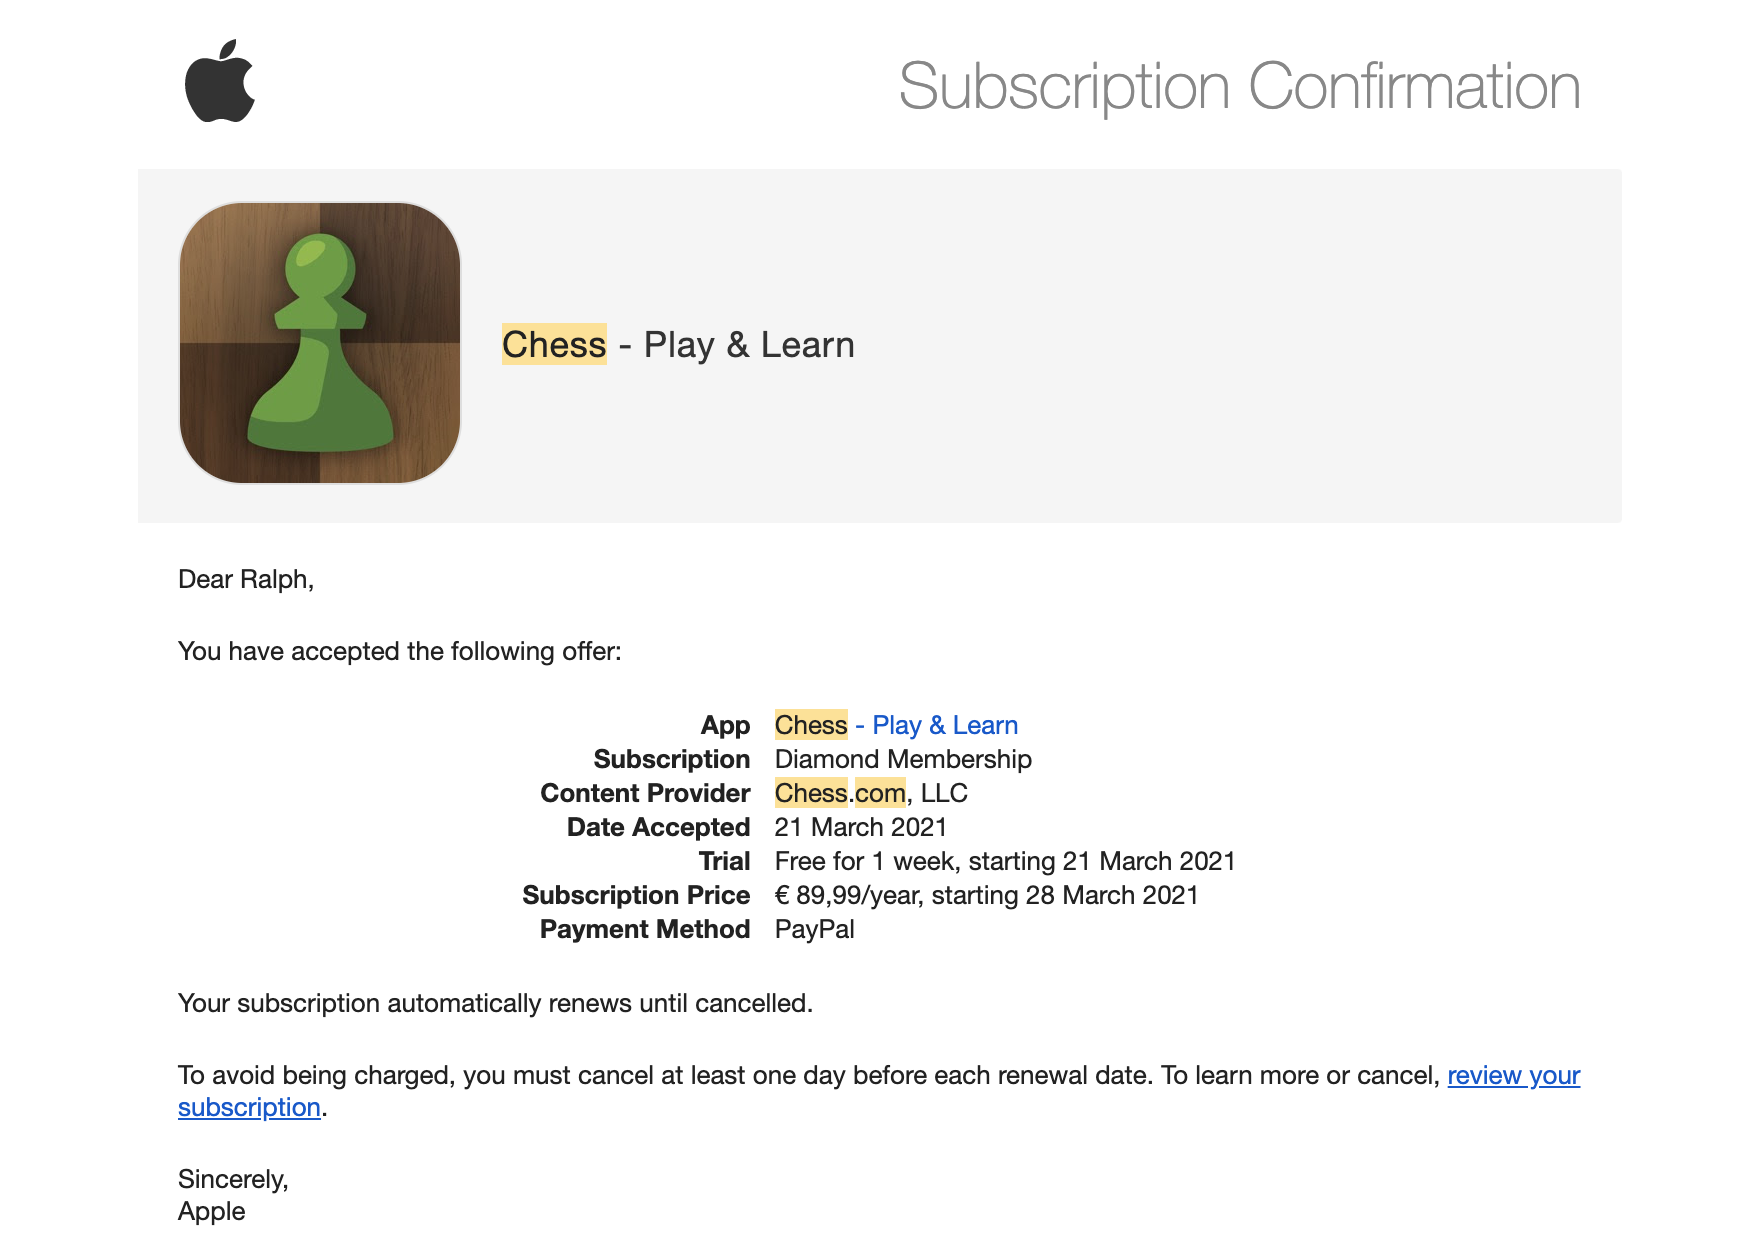 Subscription Confirmation
Chess - Play & Learn
Dear Ralph,
You have accepted the following offer:
App Chess - Play & Learn
Subscription Diamond Membership
Content Provider Chess.com, LLC
Date Accepted 21 March 2021
Trial Free for 1 week, starting 21 March 2021
Subscription Price € 89,99/year, starting 28 March 2021
Payment Method PayPal
Your subscription automatically renews until cancelled.
To avoid being charged, you must cancel at least one day before each renewal date. To learn more or cancel, review your
subscription.
Sincerely,
Apple